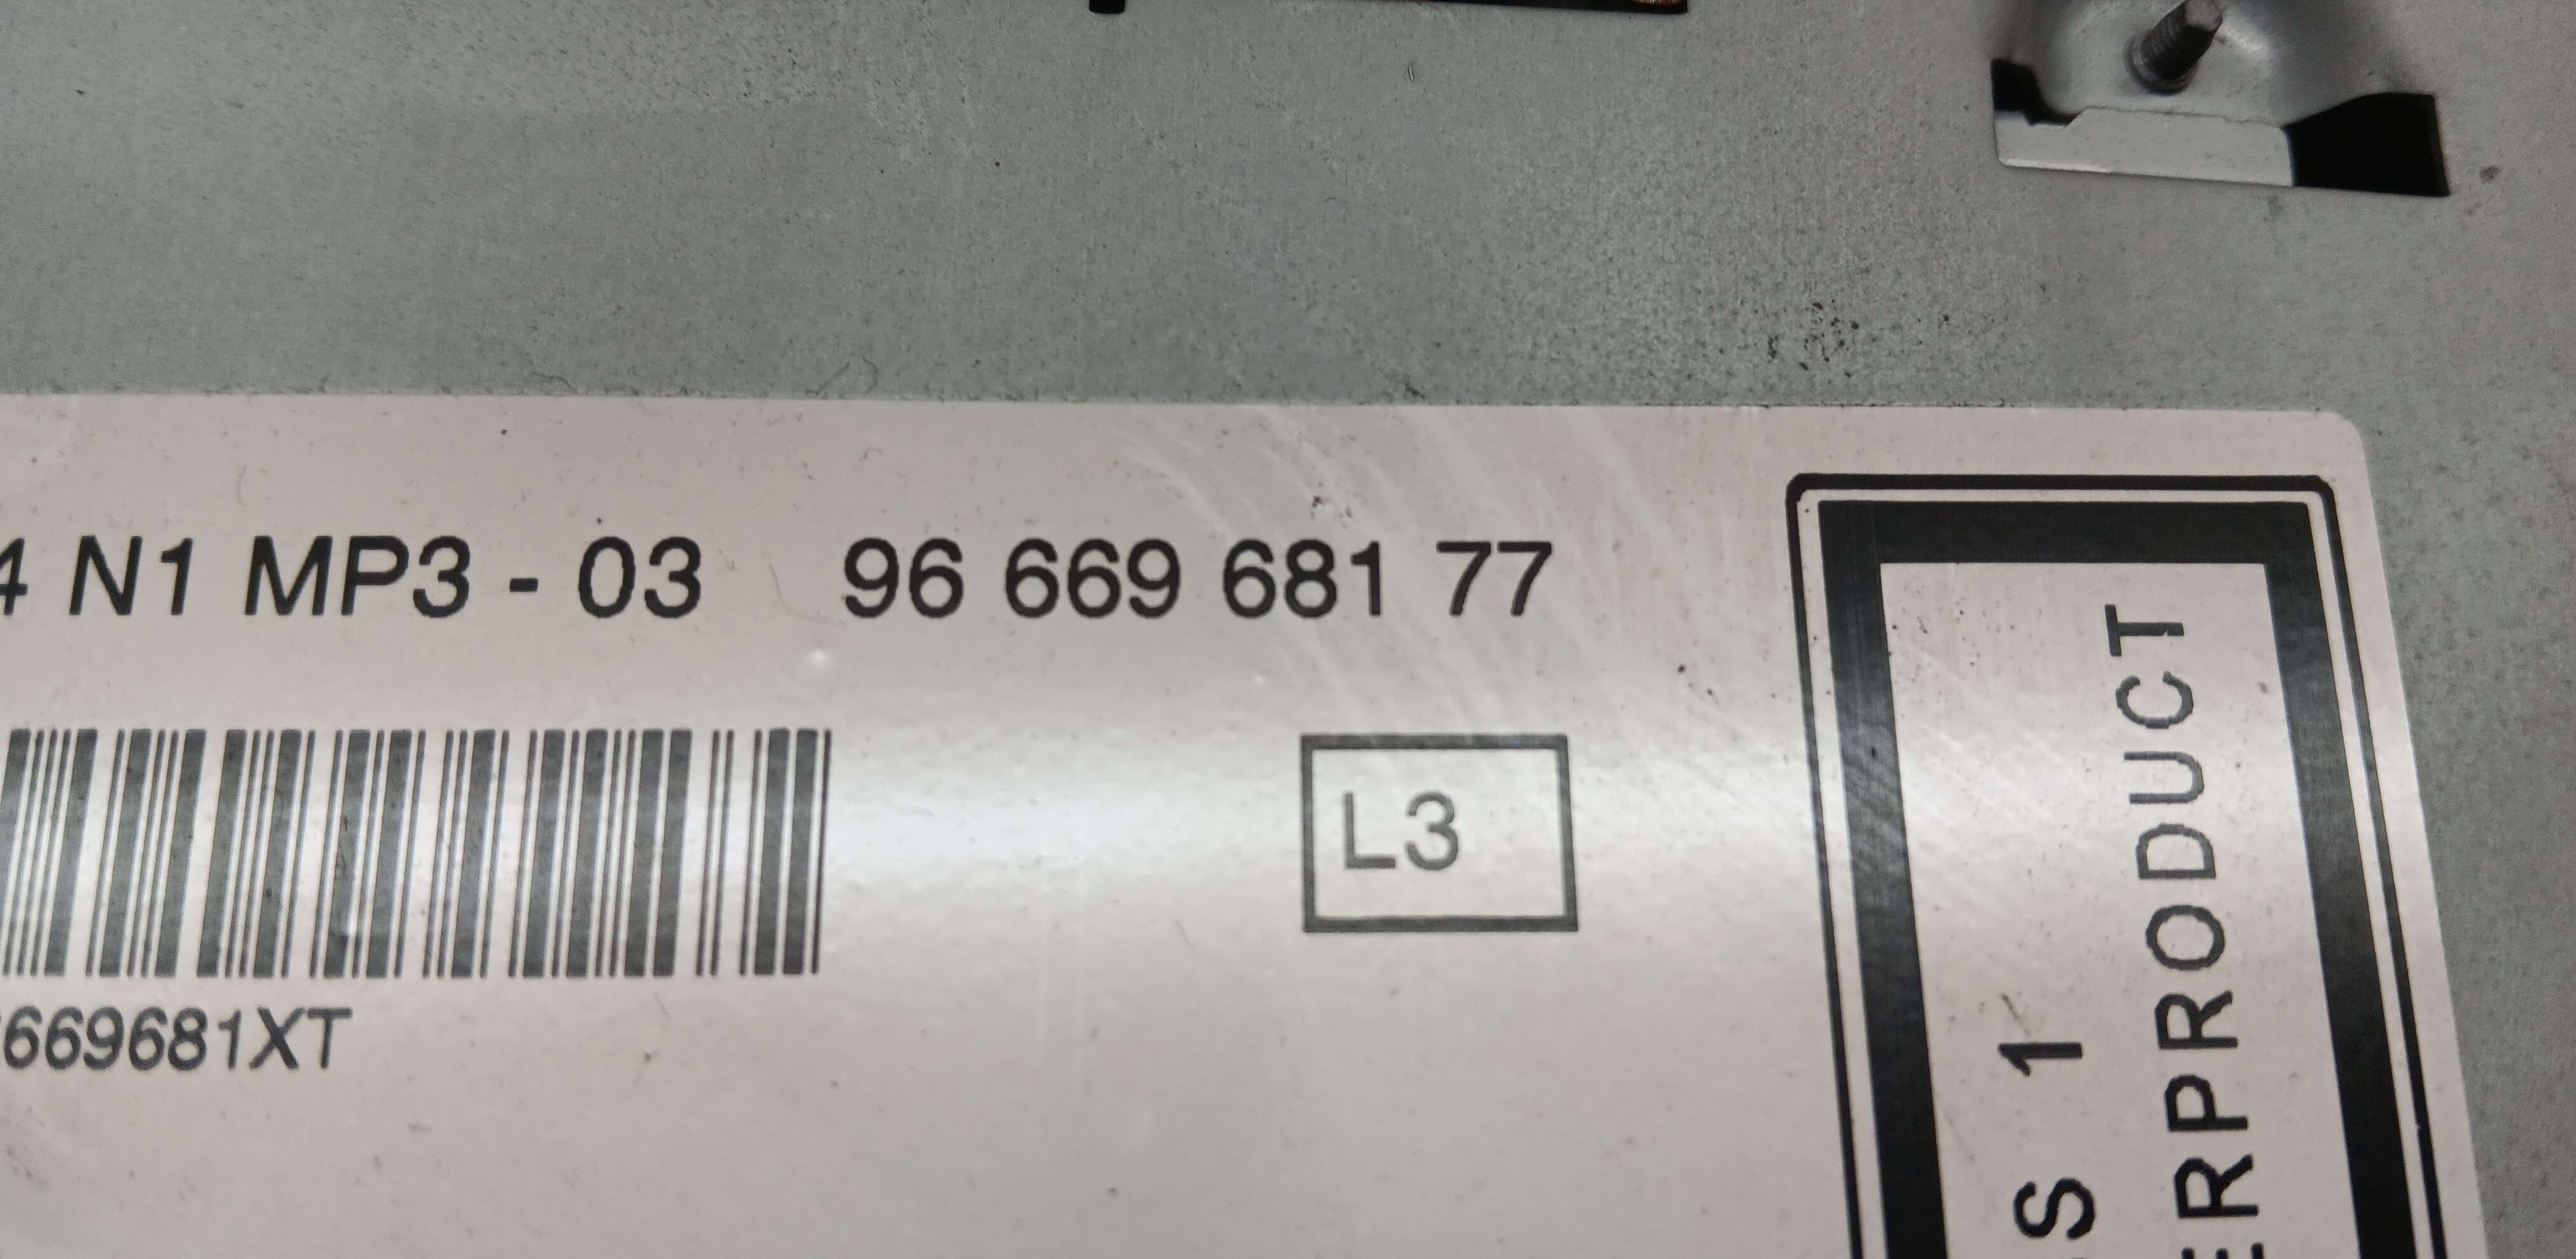 4 N1 MP3 - 03 96 669 681 77
L3
669681XT
S 1
ERPRODUCT